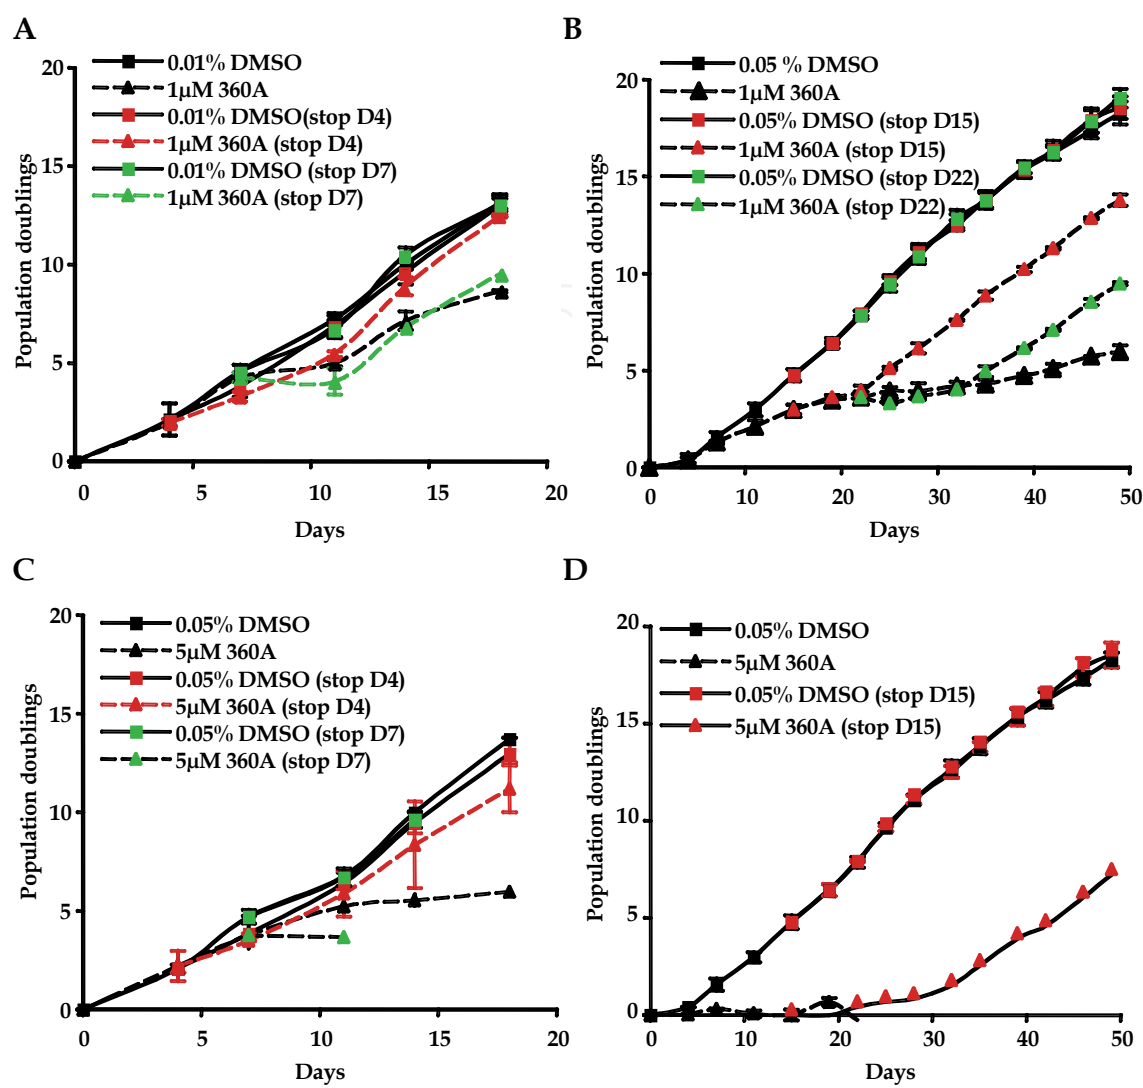 A
0.01% DMSO
1µM 360A
0.01% DMSO(stop D4)
1µM 360A (stop D4)
0.01% DMSO (stop D7)
1µM 360A (stop D7)
Population doublings
20
15
10
5
0
0 5 10 15 20
Days
B
0.05 % DMSO
1µM 360A
0.05% DMSO (stop D15)
1µM 360A (stop D15)
0.05% DMSO (stop D22)
1µM 360A (stop D22)
Population doublings
20
15
10
5
0
0 10 20 30 40 50
Days
C
0.05% DMSO
5µM 360A
0.05% DMSO (stop D4)
5µM 360A (stop D4)
0.05% DMSO (stop D7)
5µM 360A (stop D7)
Population doublings
20
15
10
5
0
0 5 10 15 20
Days
D
0.05% DMSO
5µM 360A
0.05% DMSO (stop D15)
5µM 360A (stop D15)
Population doublings
20
15
10
5
0
0 10 20 30 40 50
Days